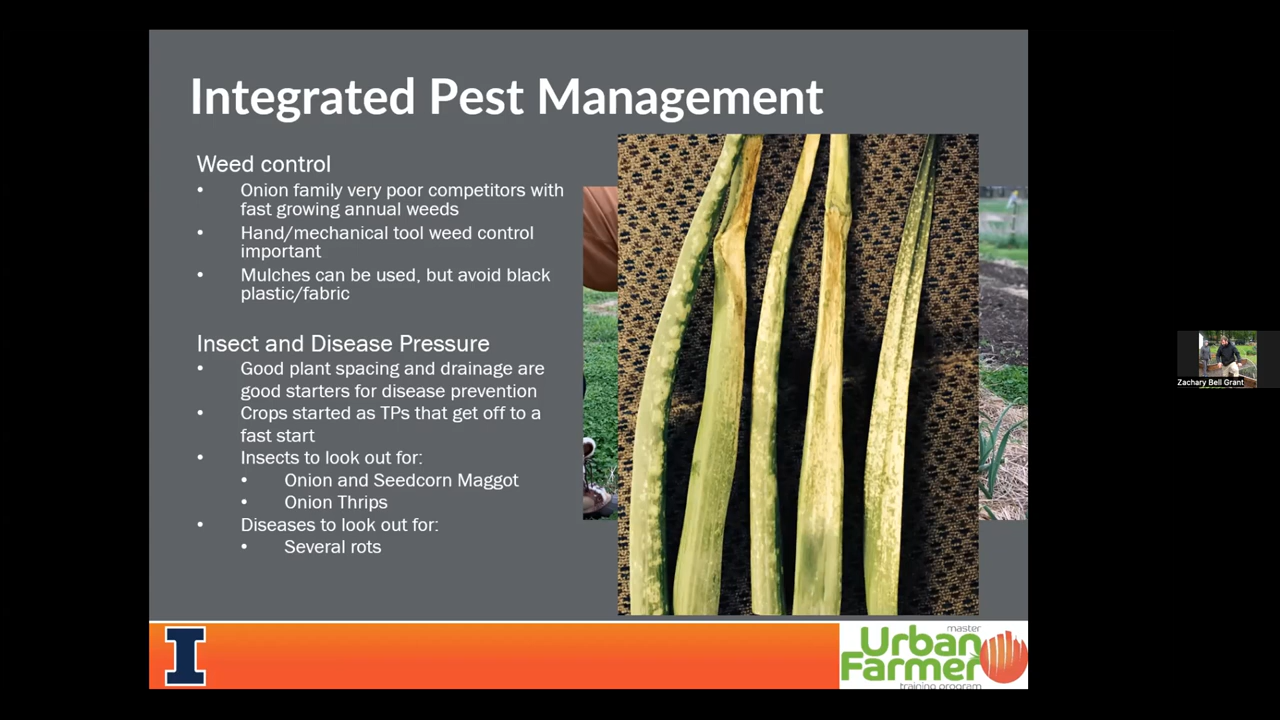 Integrated Pest Management
Weed control
• Onion family very poor competitors with
fast growing annual weeds
• Hand/mechanical tool weed control
important
• Mulches can be used, but avoid black
plastic/fabric
Insect and Disease Pressure
• Good plant spacing and drainage are
good starters for disease prevention
• Crops started as TPs that get off to a
fast start
• Insects to look out for:
• Onion and Seedcorn Maggot
• Onion Thrips
• Diseases to look out for:
• Several rots
Zachary Bell Grant
I
master
Urban
Farmer
training program